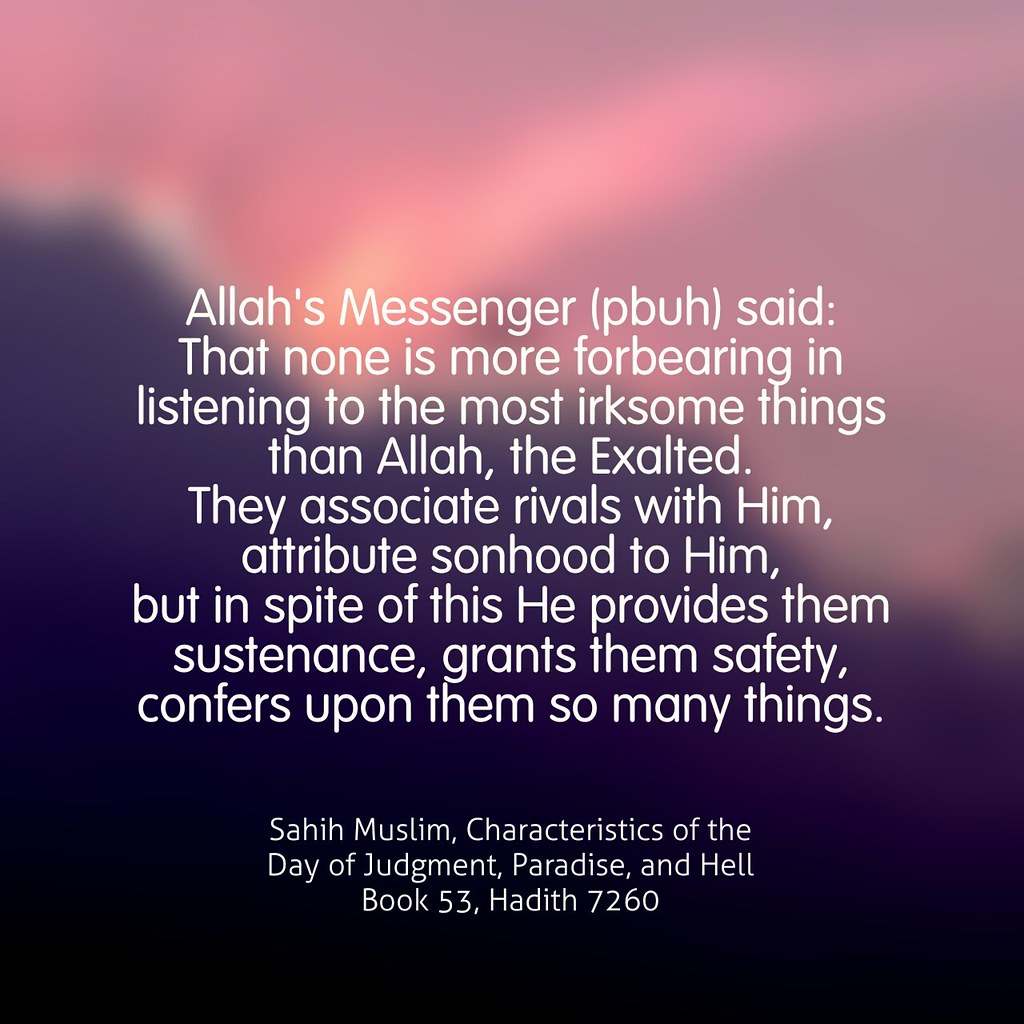 Allah's Messenger (pbuh) said:
That none is more forbearing in
listening to the most irksome things
than Allah, the Exalted.
They associate rivals with Him,
attribute sonhood to Him,
but in spite of this He provides them
sustenance, grants them safety,
confers upon them so many things.
Sahih Muslim, Characteristics of the
Day of Judgment, Paradise, and Hell
Book 53, Hadith 7260